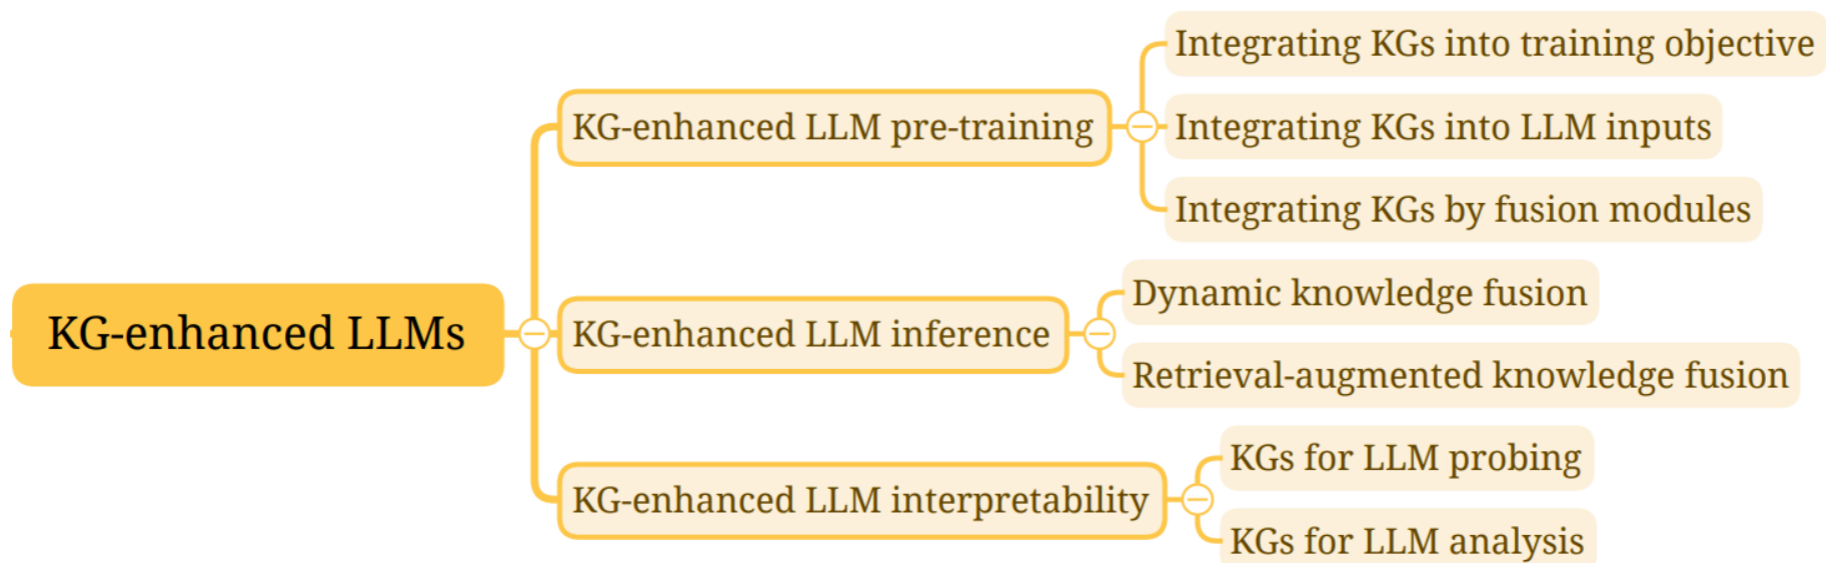 KG-enhanced LLMs
KG-enhanced LLM pre-training
Integrating KGs into training objective
Integrating KGs into LLM inputs
Integrating KGs by fusion modules
KG-enhanced LLM inference
Dynamic knowledge fusion
Retrieval-augmented knowledge fusion
KG-enhanced LLM interpretability
KGs for LLM probing
KGs for LLM analysis